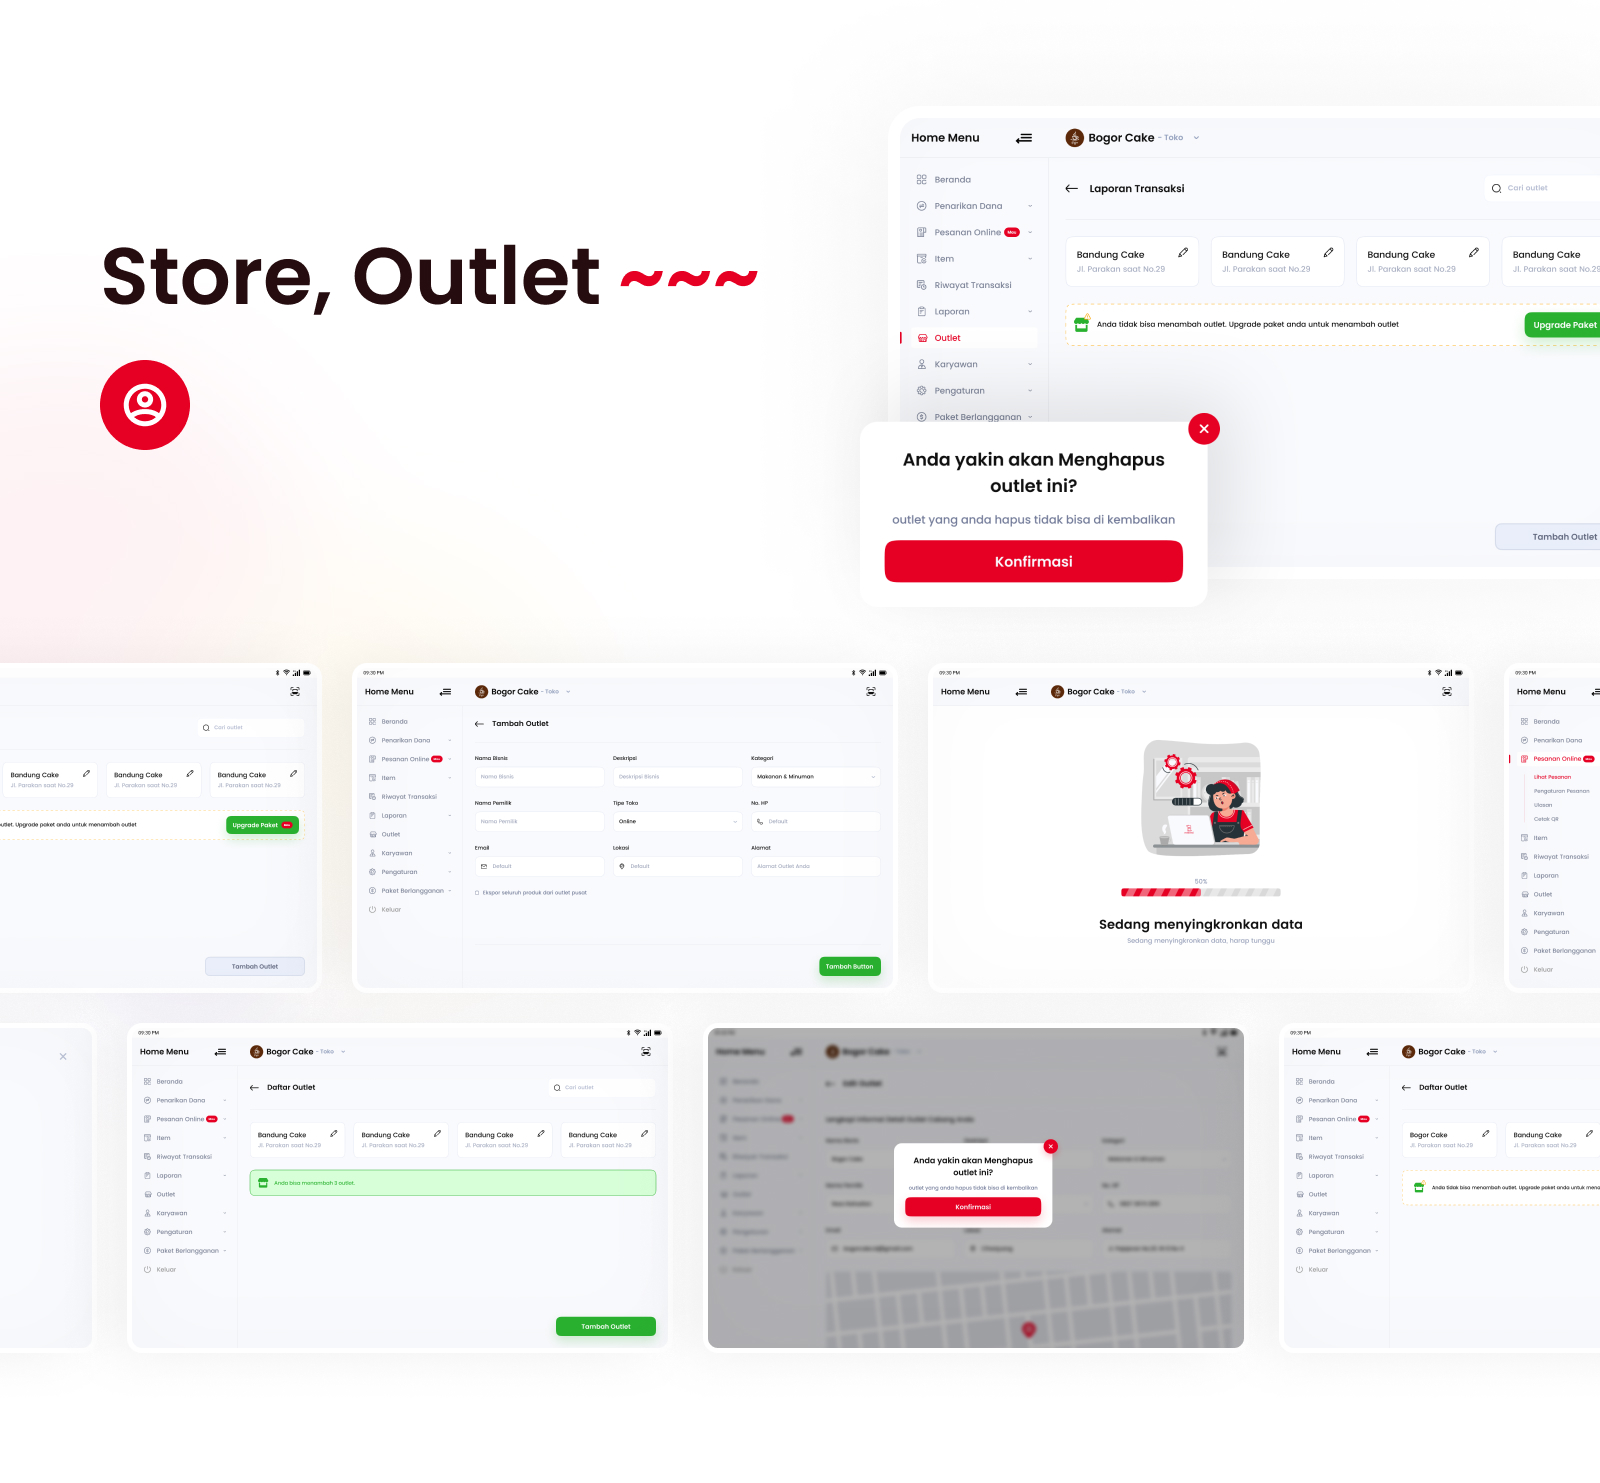 Store, Outlet ~~~
Home Menu
Bogor Cake - Toko
Beranda
Penarikan Dana
Pesanan Online
Item
Riwayat Transaksi
Laporan
Outlet
Karyawan
Pengaturan
Paket Berlangganan
Laporan Transaksi
Cari outlet
Bandung Cake
Jl. Parakan saat No.29
Bandung Cake
Jl. Parakan saat No.29
Bandung Cake
Jl. Parakan saat No.29
Bandung Cake
Jl. Parakan saat No.29
Anda tidak bisa menambah outlet. Upgrade paket anda untuk menambah outlet
Upgrade Paket
Tambah Outlet
Anda yakin akan Menghapus
outlet ini?
outlet yang anda hapus tidak bisa di kembalikan
Konfirmasi
Cari outlet
Bandung Cake
Jl. Parakan saat No.29
Bandung Cake
Jl. Parakan saat No.29
Bandung Cake
Jl. Parakan saat No.29
outlet. Upgrade paket anda untuk menambah outlet
Upgrade Paket
Tambah Outlet
09:30 PM
Home Menu
Bogor Cake - Toko
Beranda
Penarikan Dana
Pesanan Online
Item
Riwayat Transaksi
Laporan
Outlet
Karyawan
Pengaturan
Paket Berlangganan
Keluar
Tambah Outlet
Nama Bisnis
Nama Bisnis
Deskripsi
Deskripsi Bisnis
Kategori
Makanan & Minuman
Nama Pemilik
Nama Pemilik
Tipe Toko
Online
No. HP
Default
Email
Default
Lokasi
Default
Alamat
Alamat Outlet Anda
Ekspor seluruh produk dari outlet pusat
Tambah Button
09:30 PM
Home Menu
Bogor Cake - Toko
50%
Sedang menyingkronkan data
Sedang menyingkronkan data, harap tunggu
09:30 PM
Home Menu
Beranda
Penarikan Dana
Pesanan Online
Lihat Pesanan
Pengaturan Pesanan
Ulasan
Cetak QR
Item
Riwayat Transaksi
Laporan
Outlet
Karyawan
Pengaturan
Paket Berlangganan
Keluar
09:30 PM
Home Menu
Bogor Cake - Toko
Beranda
Penarikan Dana
Pesanan Online
Item
Riwayat Transaksi
Laporan
Outlet
Karyawan
Pengaturan
Paket Berlangganan
Keluar
Daftar Outlet
Cari outlet
Bandung Cake
Jl. Parakan saat No.29
Bandung Cake
Jl. Parakan saat No.29
Bandung Cake
Jl. Parakan saat No.29
Bandung Cake
Jl. Parakan saat No.29
Anda bisa menambah 3 outlet.
Tambah Outlet
Home Menu
Bogor Cake
Edit Outlet
Anda yakin akan Menghapus
outlet ini?
outlet yang anda hapus tidak bisa di kembalikan
Konfirmasi
09:30 PM
Home Menu
Bogor Cake - Toko
Beranda
Penarikan Dana
Pesanan Online
Item
Riwayat Transaksi
Laporan
Outlet
Karyawan
Pengaturan
Paket Berlangganan
Keluar
Daftar Outlet
Bogor Cake
Jl. Parakan saat No.29
Bandung Cake
Jl. Parakan saat No.29
Anda tidak bisa menambah outlet. Upgrade paket anda untuk